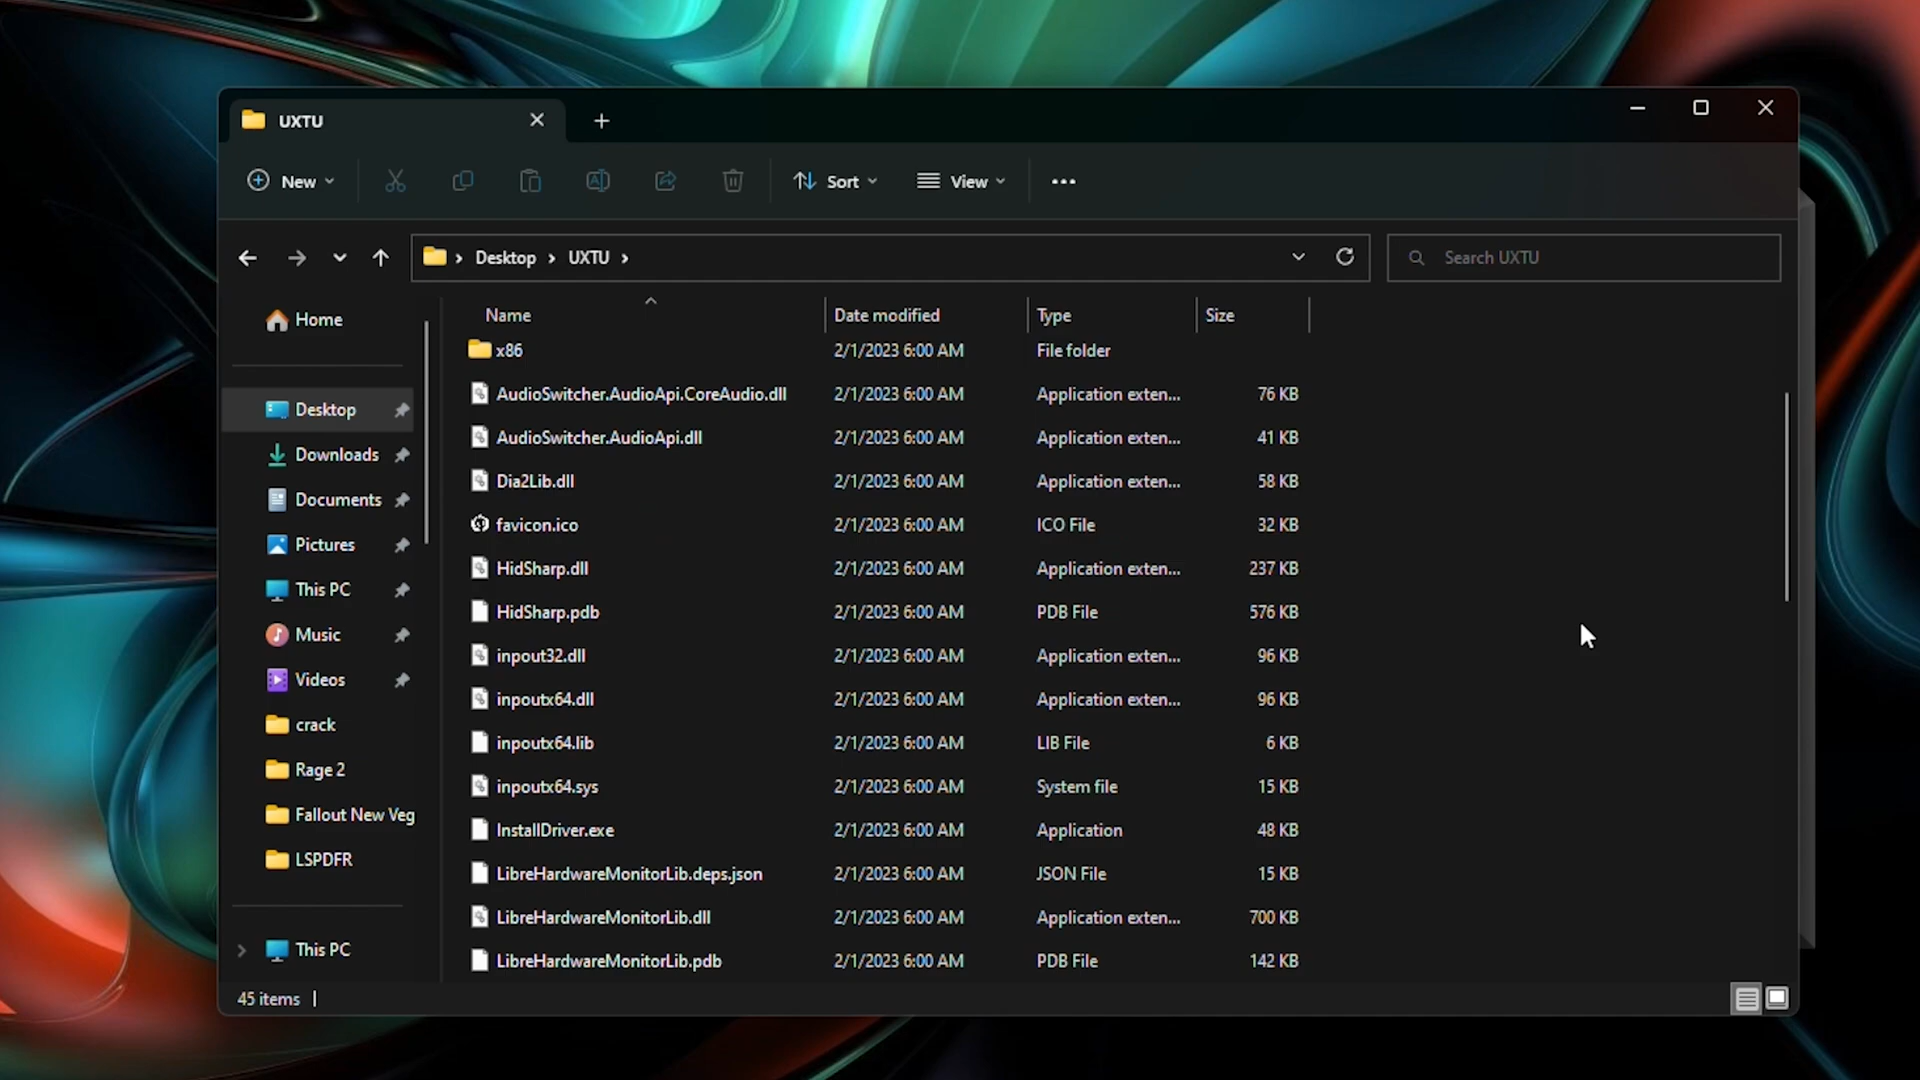 UXTU
New
Sort
View
Desktop
UXTU
Search UXTU
Home
Desktop
Downloads
Documents
Pictures
This PC
Music
Videos
crack
Rage 2
Fallout New Veg
LSPDFR
This PC
Name Date modified Type Size
x86 2/1/2023 6:00 AM File folder
AudioSwitcher.AudioApi.CoreAudio.dll 2/1/2023 6:00 AM Application exten... 76 KB
AudioSwitcher.AudioApi.dll 2/1/2023 6:00 AM Application exten... 41 KB
Dia2Lib.dll 2/1/2023 6:00 AM Application exten... 58 KB
favicon.ico 2/1/2023 6:00 AM ICO File 32 KB
HidSharp.dll 2/1/2023 6:00 AM Application exten... 237 KB
HidSharp.pdb 2/1/2023 6:00 AM PDB File 576 KB
inpout32.dll 2/1/2023 6:00 AM Application exten... 96 KB
inpoutx64.dll 2/1/2023 6:00 AM Application exten... 96 KB
inpoutx64.lib 2/1/2023 6:00 AM LIB File 6 KB
inpoutx64.sys 2/1/2023 6:00 AM System file 15 KB
InstallDriver.exe 2/1/2023 6:00 AM Application 48 KB
LibreHardwareMonitorLib.deps.json 2/1/2023 6:00 AM JSON File 15 KB
LibreHardwareMonitorLib.dll 2/1/2023 6:00 AM Application exten... 700 KB
LibreHardwareMonitorLib.pdb 2/1/2023 6:00 AM PDB File 142 KB
45 items